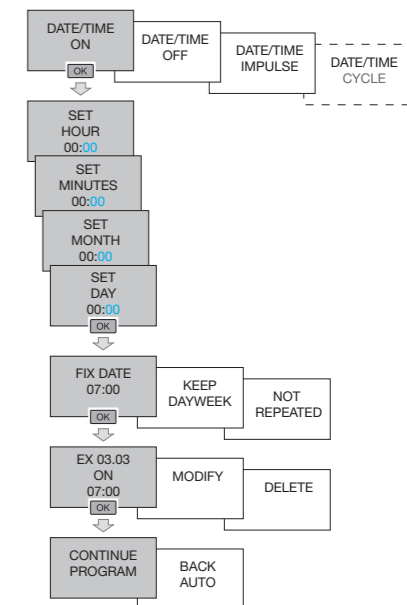 DATE/TIME
ON
OK
DATE/TIME
OFF
DATE/TIME
IMPULSE
DATE/TIME
CYCLE
SET
HOUR
00:00
SET
MINUTES
00:00
SET
MONTH
00:00
SET
DAY
00:00
OK
FIX DATE
07:00
OK
KEEP
DAYWEEK
NOT
REPEATED
EX 03.03
ON
07:00
OK
MODIFY
DELETE
CONTINUE
PROGRAM
BACK
AUTO